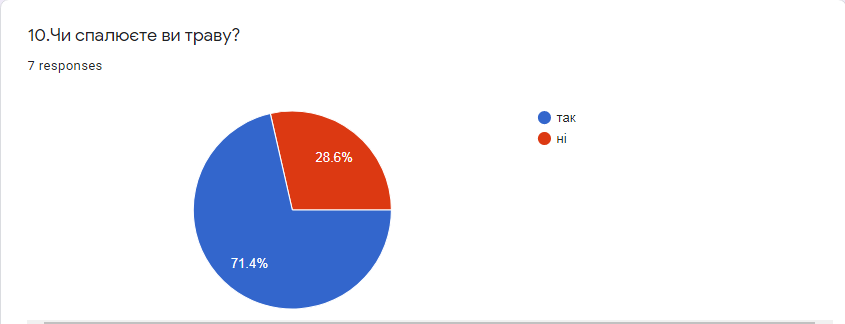 10.Чи спалюєте ви траву?
7 responses
так
ні
28.6%
71.4%